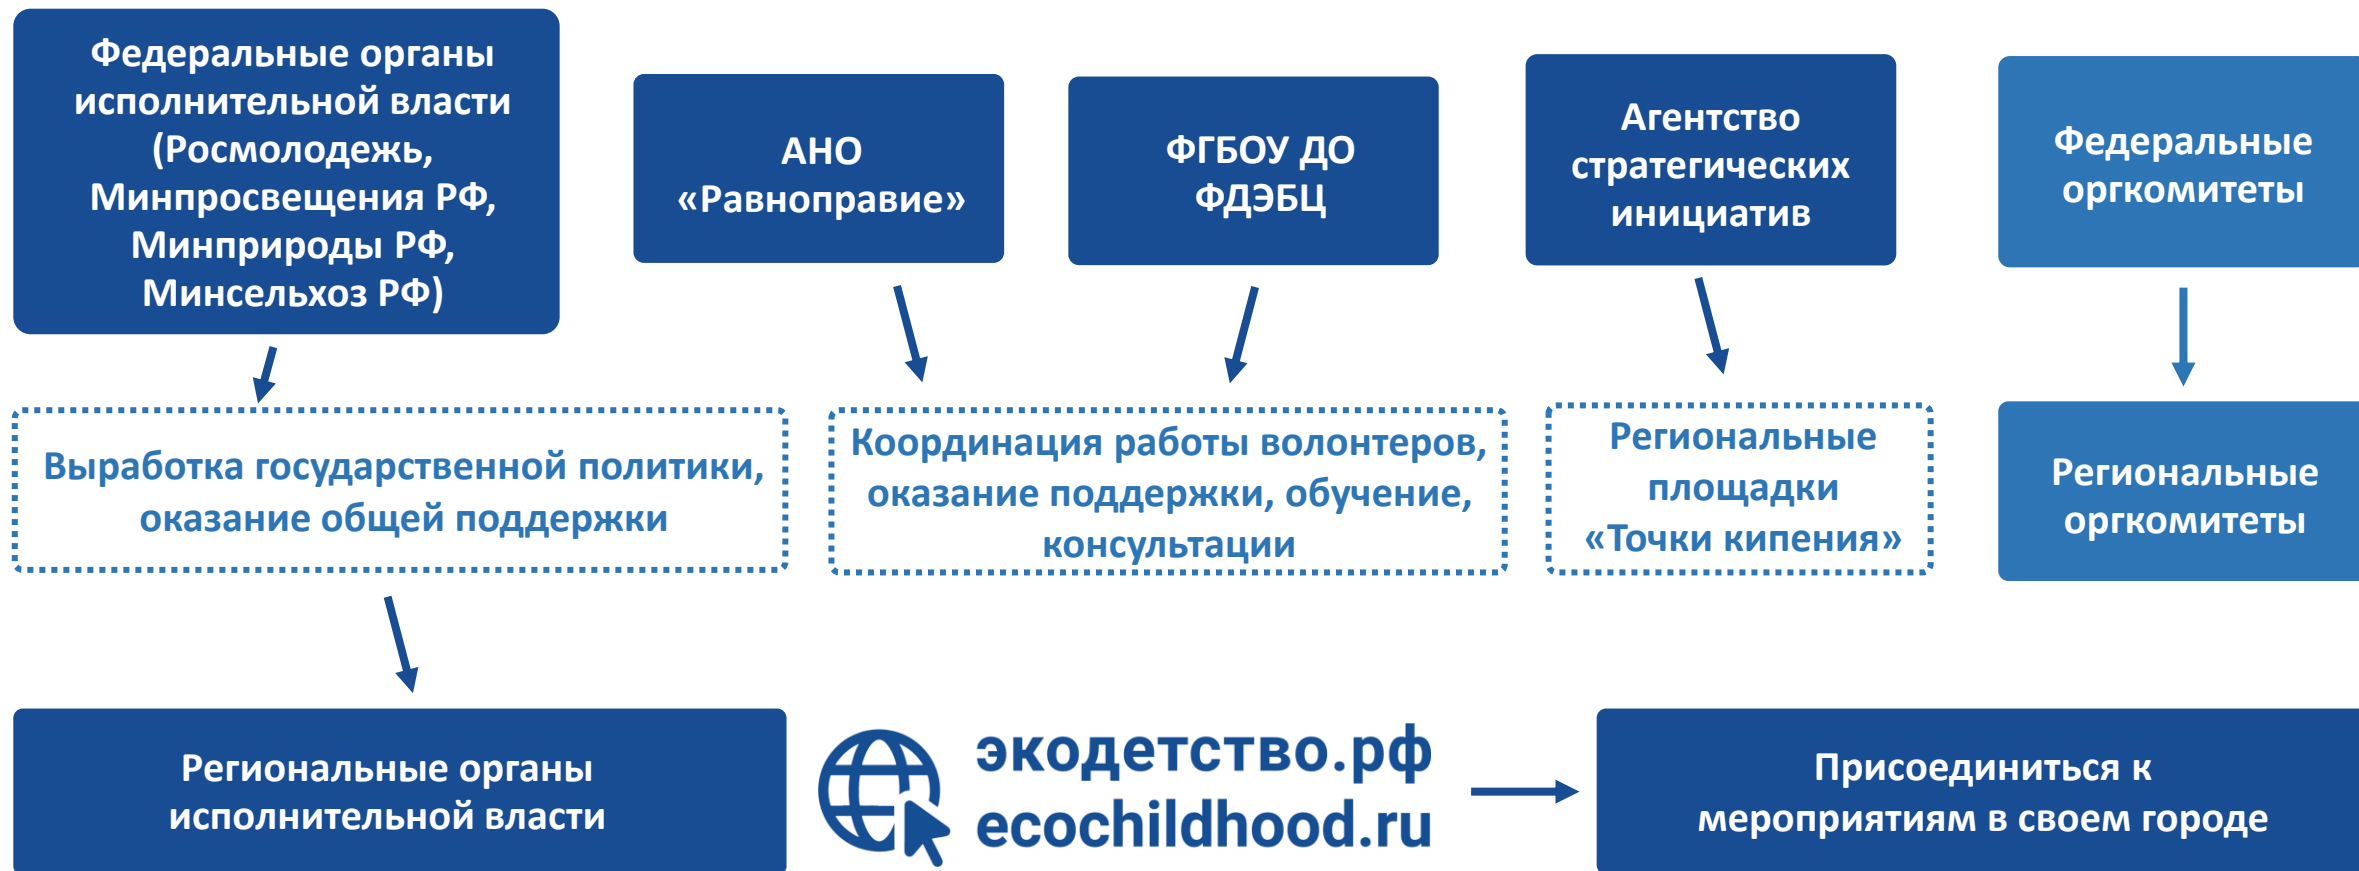 Федеральные органы
исполнительной власти
(Росмолодежь,
Минпросвещения РФ,
Минприроды РФ,
Минсельхоз РФ)
АНО
«Равноправие»
ФГБОУ ДО
ФДЭБЦ
Агентство
стратегических
инициатив
Федеральные
оргкомитеты
Выработка государственной политики,
оказание общей поддержки
Координация работы волонтеров,
оказание поддержки, обучение,
консультации
Региональные
площадки
«Точки кипения»
Региональные
оргкомитеты
Региональные органы
исполнительной власти
экодетство.рф
ecochildhood.ru
Присоединиться к
мероприятиям в своем городе